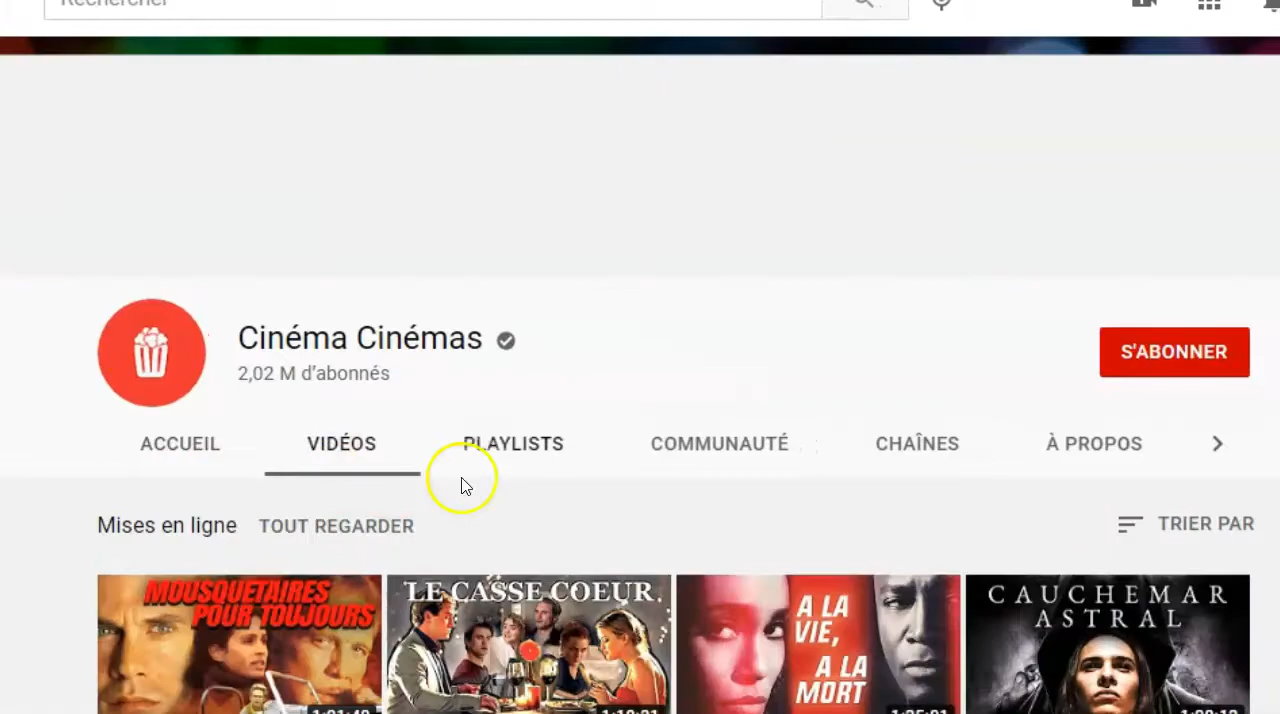 Rechercher
Cinéma Cinémas
2,02 M d'abonnés
S'ABONNER
ACCUEIL VIDÉOS PLAYLISTS COMMUNAUTÉ CHAÎNES À PROPOS
Mises en ligne TOUT REGARDER TRIER PAR
MOUSQUETAIRES
POUR TOUJOURS
LE CASSE COEUR.
A LA
VIE,
A LA
MORT
CAUCHEMAR
ASTRAL